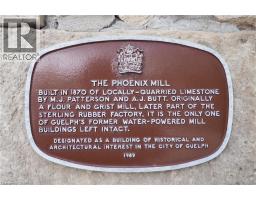 REALTOR
THE PHOENIX MILL
BUILT IN 1870 OF LOCALLY-QUARRIED LIMESTONE
BY M.J. PATTERSON AND A.J. BUTT. ORIGINALLY
A FLOUR AND GRIST MILL, LATER PART OF THE
STERLING RUBBER FACTORY, IT IS THE ONLY ONE
OF GUELPH'S FORMER WATER-POWERED MILL
BUILDINGS LEFT INTACT.
DESIGNATED AS A BUILDING OF HISTORICAL AND
ARCHITECTURAL INTEREST IN THE CITY OF GUELPH
1989